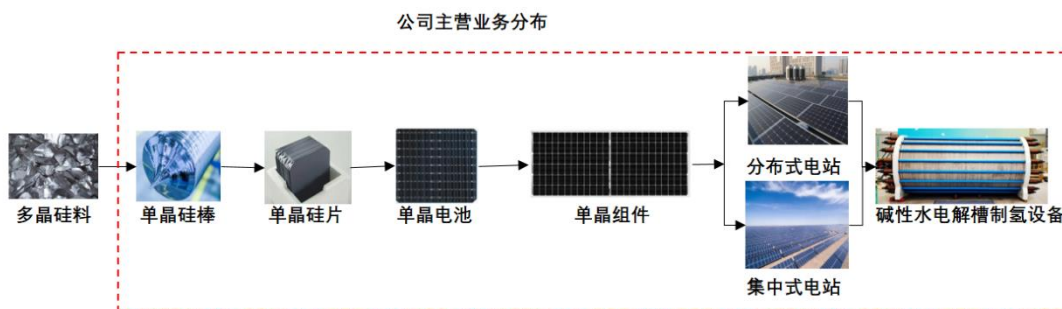 公司主营业务分布
多晶硅料
单晶硅棒
单晶硅片
单晶电池
单晶组件
分布式电站
集中式电站
碱性水电解槽制氢设备